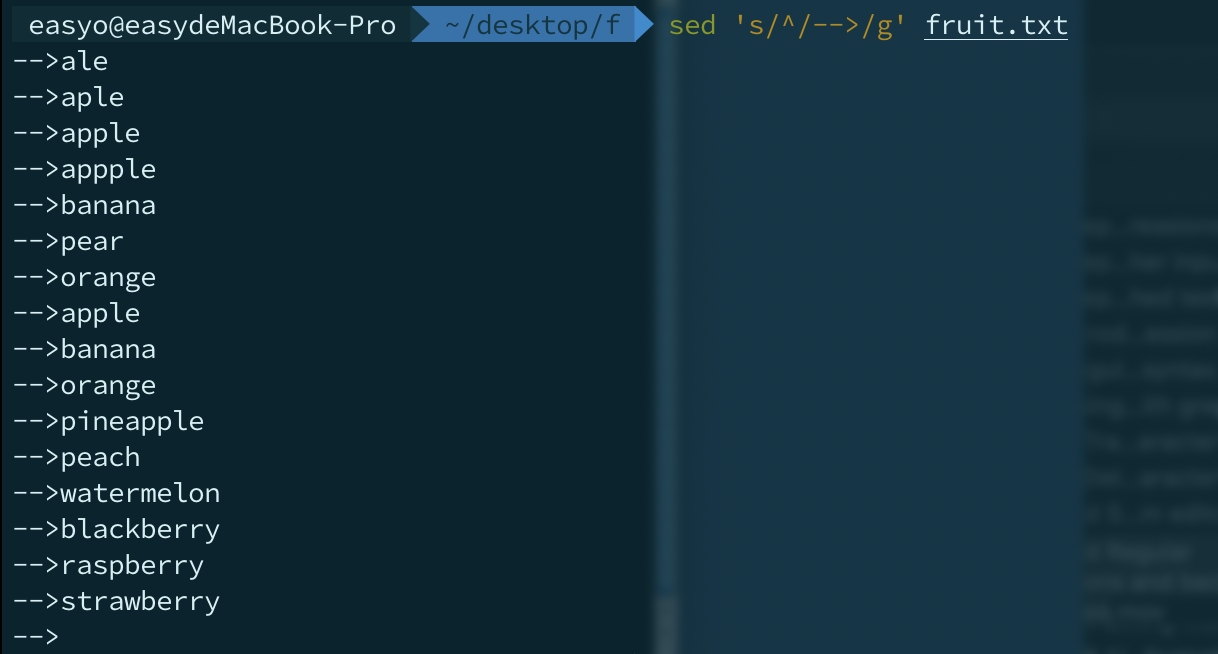 easyo@easydeMacBook-Pro ~/desktop/f sed 's/^/-->/g' fruit.txt
-->ale
-->aple
-->apple
-->appple
-->banana
-->pear
-->orange
-->apple
-->banana
-->orange
-->pineapple
-->peach
-->watermelon
-->blackberry
-->raspberry
-->strawberry
-->